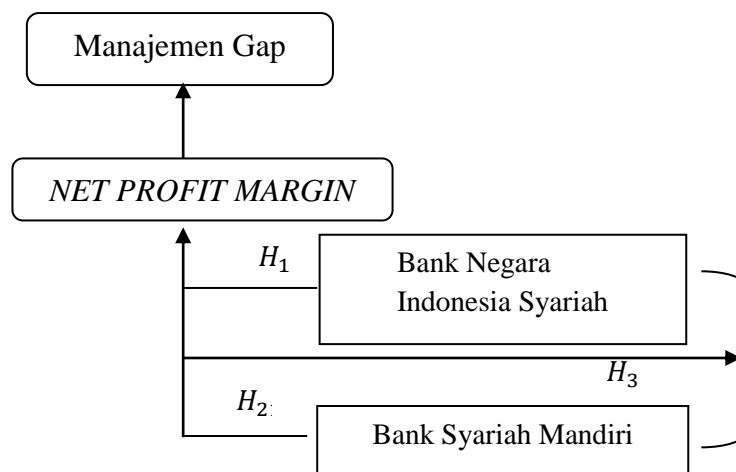 Manajemen Gap
NET PROFIT MARGIN
H₁
Bank Negara
Indonesia Syariah
H₃
H₂
Bank Syariah Mandiri